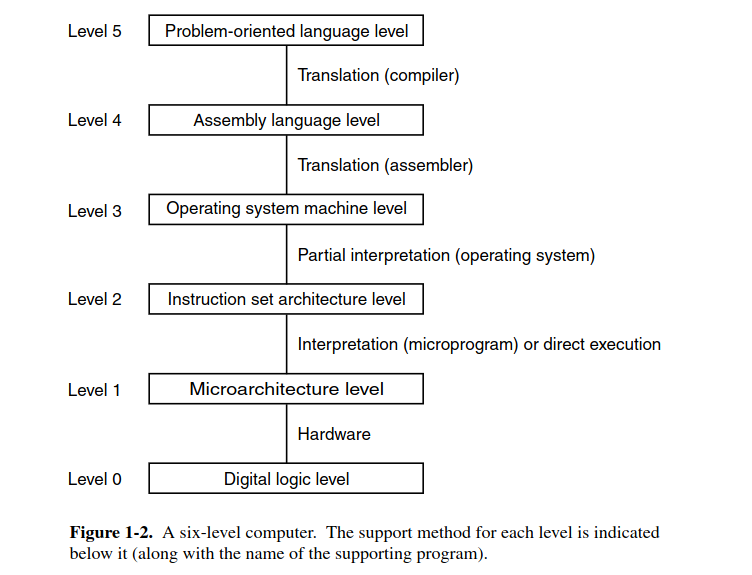 Level 5 Problem-oriented language level
Translation (compiler)
Level 4 Assembly language level
Translation (assembler)
Level 3 Operating system machine level
Partial interpretation (operating system)
Level 2 Instruction set architecture level
Interpretation (microprogram) or direct execution
Level 1 Microarchitecture level
Hardware
Level 0 Digital logic level
Figure 1-2. A six-level computer. The support method for each level is indicated
below it (along with the name of the supporting program).